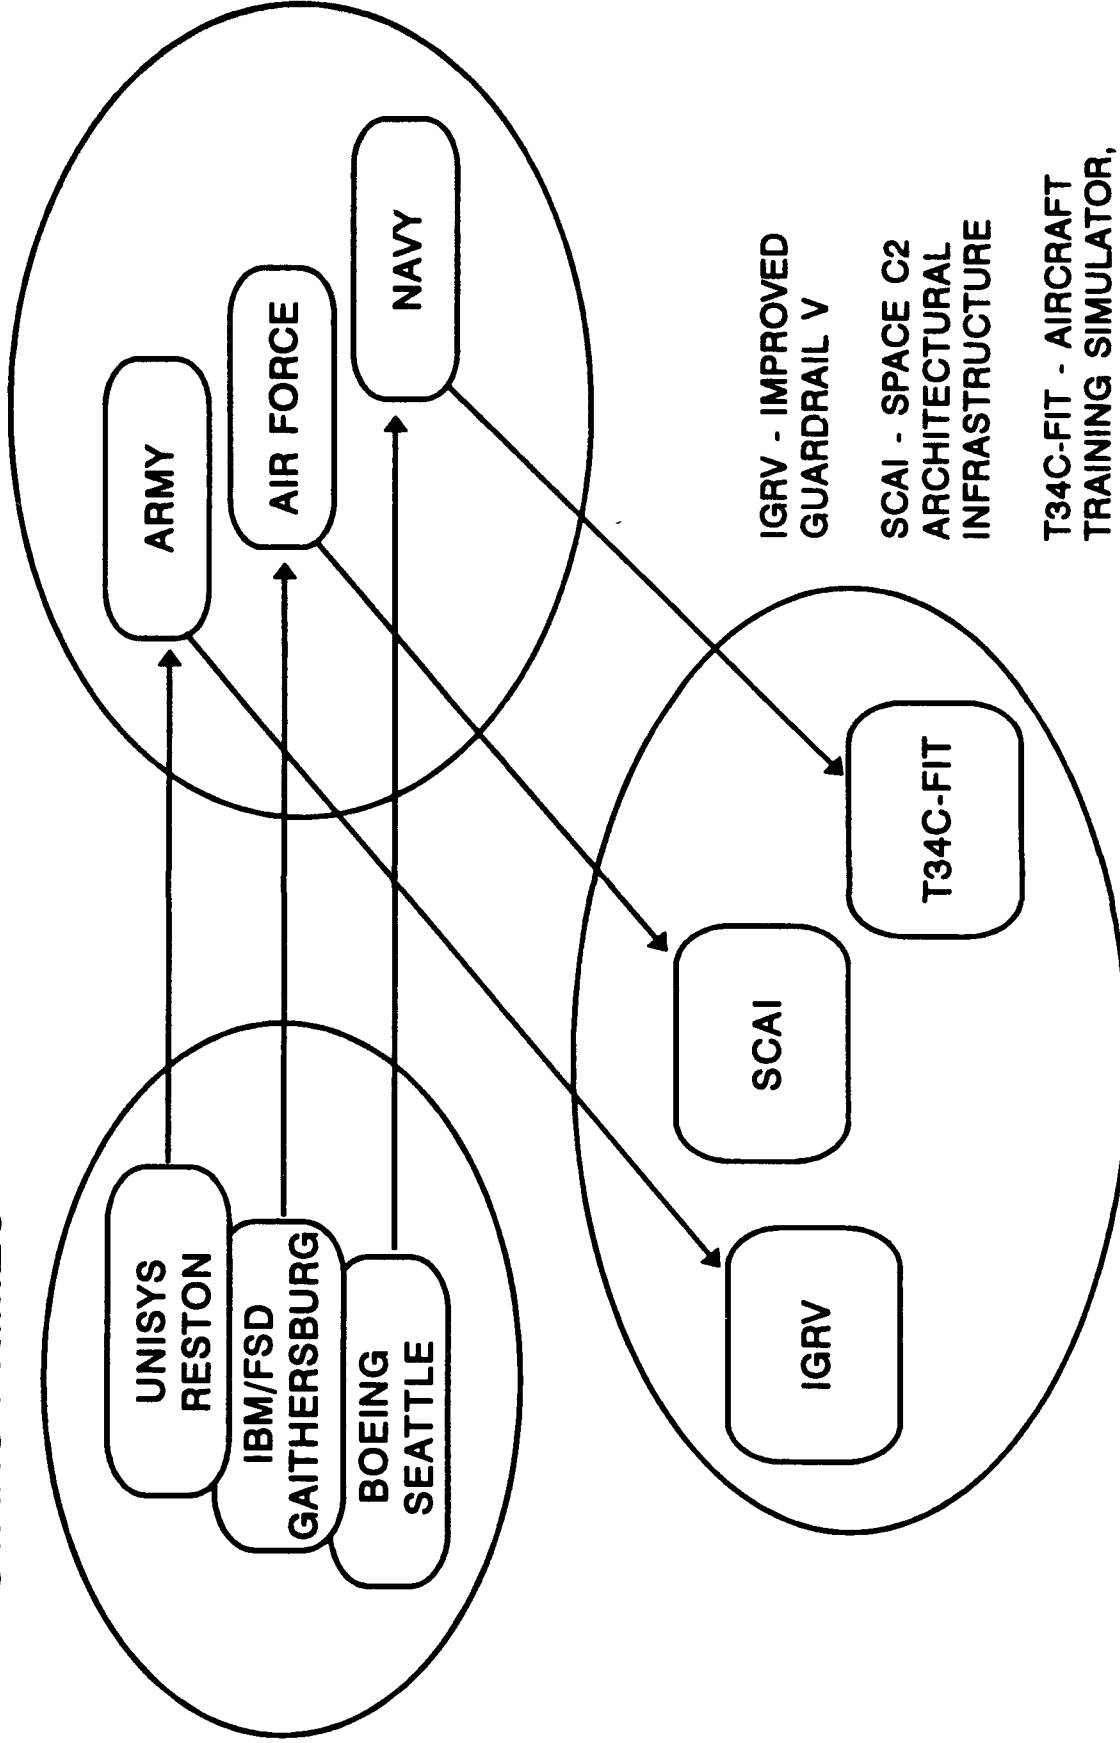 UNISYS
RESTON
IBM/FSD
GAITHERSBURG
BOEING
SEATTLE
ARMY
AIR FORCE
NAVY
IGRV
SCAI
T34C-FIT
IGRV - IMPROVED
GUARDRAIL V
SCAI - SPACE C2
ARCHITECTURAL
INFRASTRUCTURE
T34C-FIT - AIRCRAFT
TRAINING SIMULATOR,